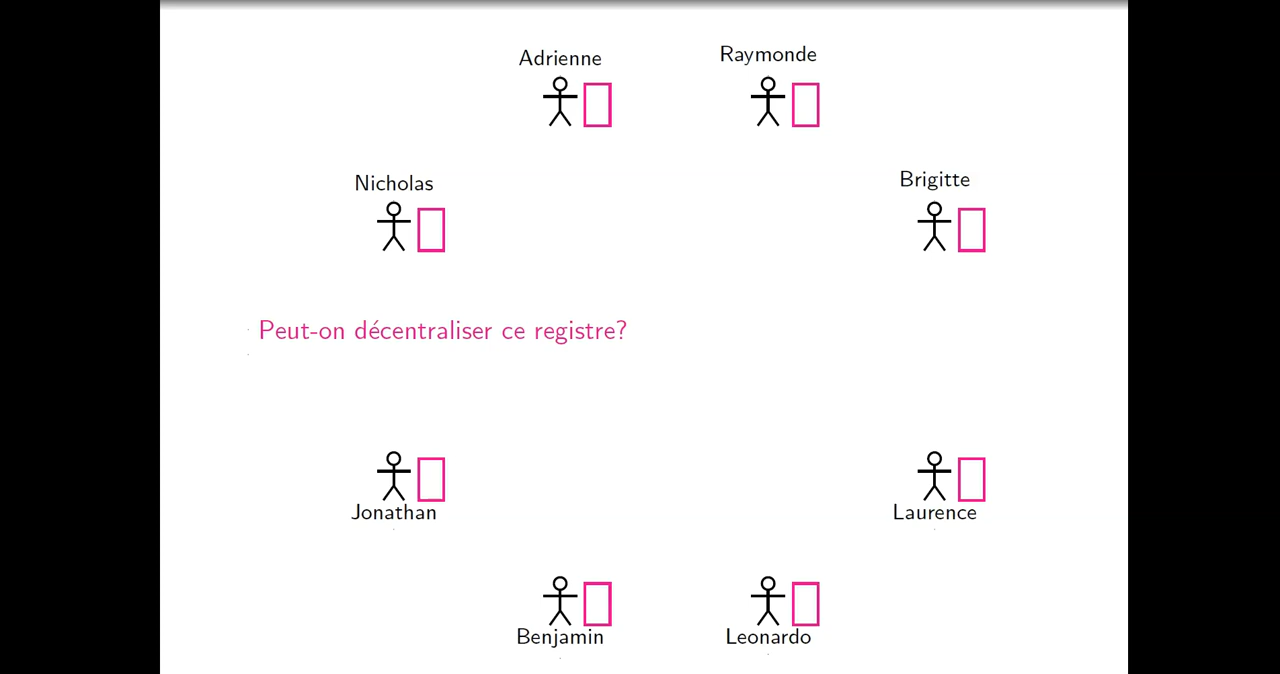 Adrienne
Raymonde
Nicholas
Brigitte
Peut-on décentraliser ce registre?
Jonathan
Laurence
Benjamin
Leonardo